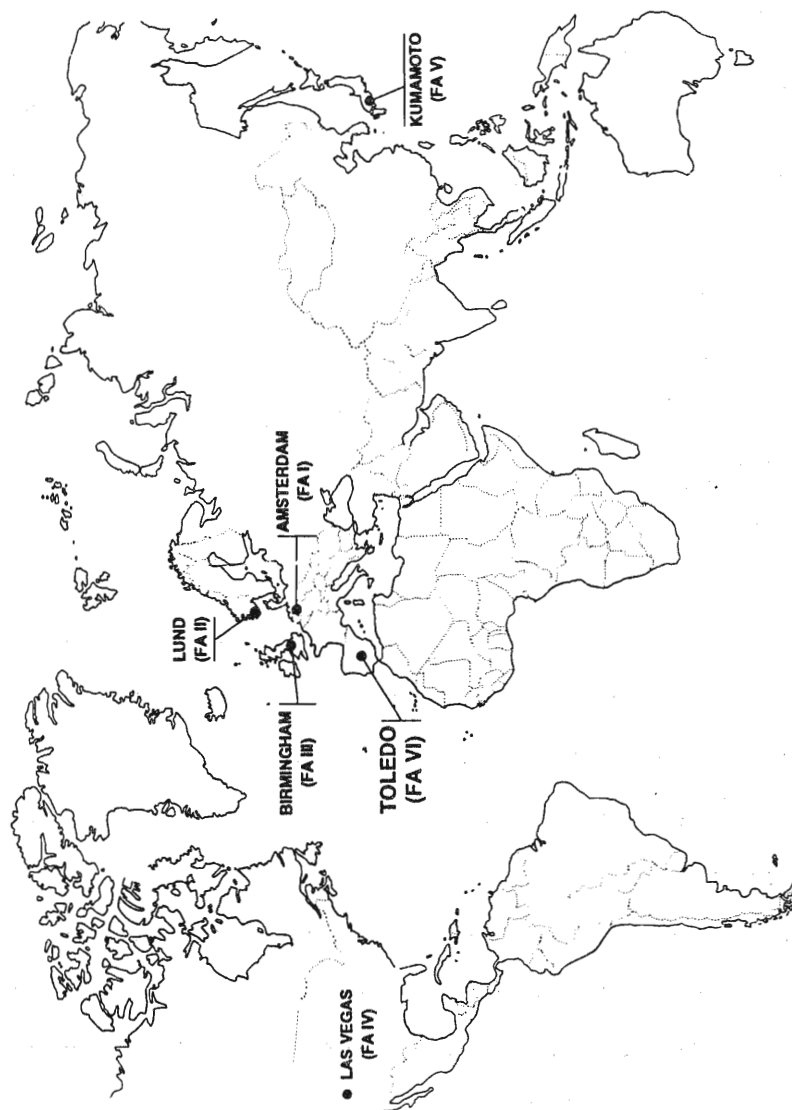 LUND
(FA II)
AMSTERDAM
(FA I)
BIRMINGHAM
(FA III)
TOLEDO
(FA VI)
LAS VEGAS
(FA IV)
KUMAMOTO
(FA V)